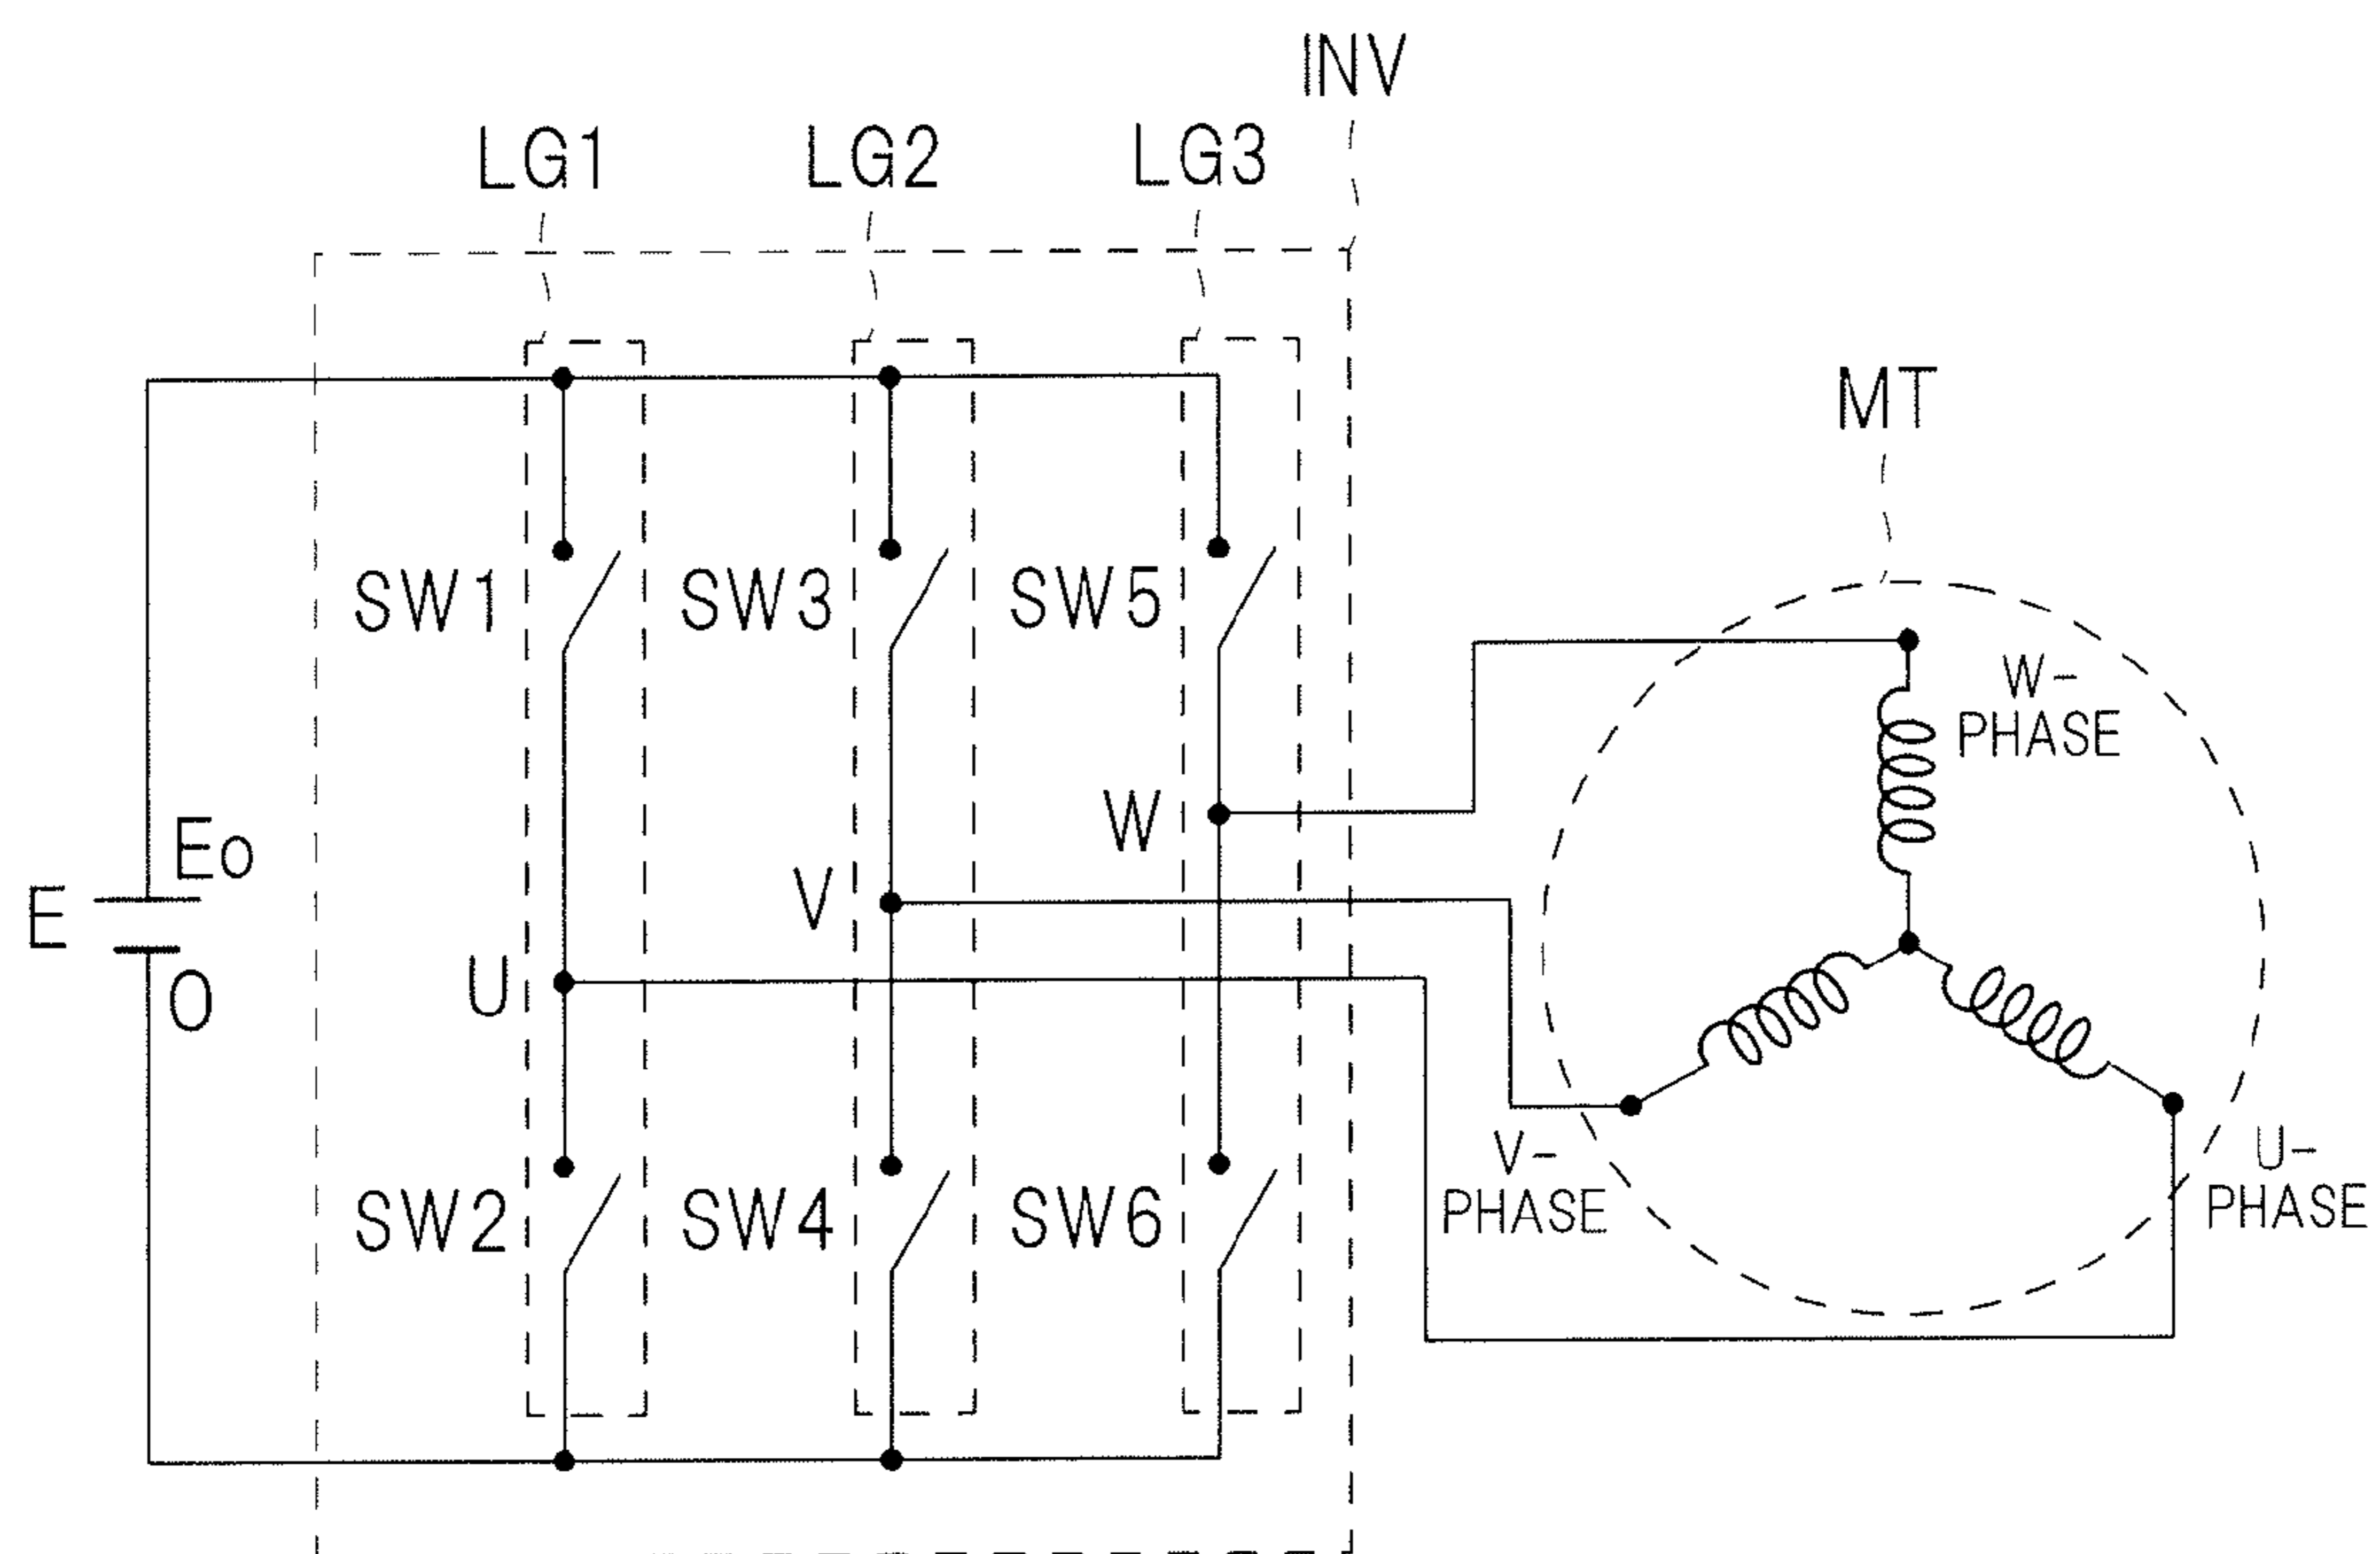 INV
LG1
LG2
LG3
MT
SW1
SW3
SW5
W-
PHASE
W
Eo
E
V
U
O
V-
PHASE
U-
PHASE
SW2
SW4
SW6